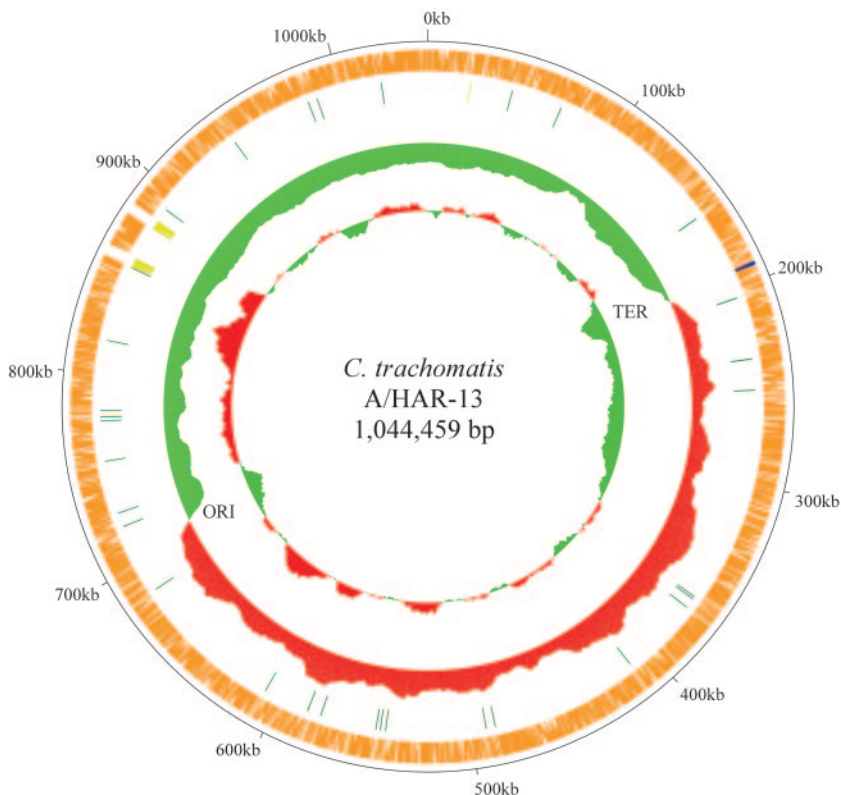 0kb
1000kb
100kb
900kb
200kb
TER
C. trachomatis
A/HAR-13
1,044,459 bp
800kb
300kb
ORI
700kb
400kb
600kb
500kb